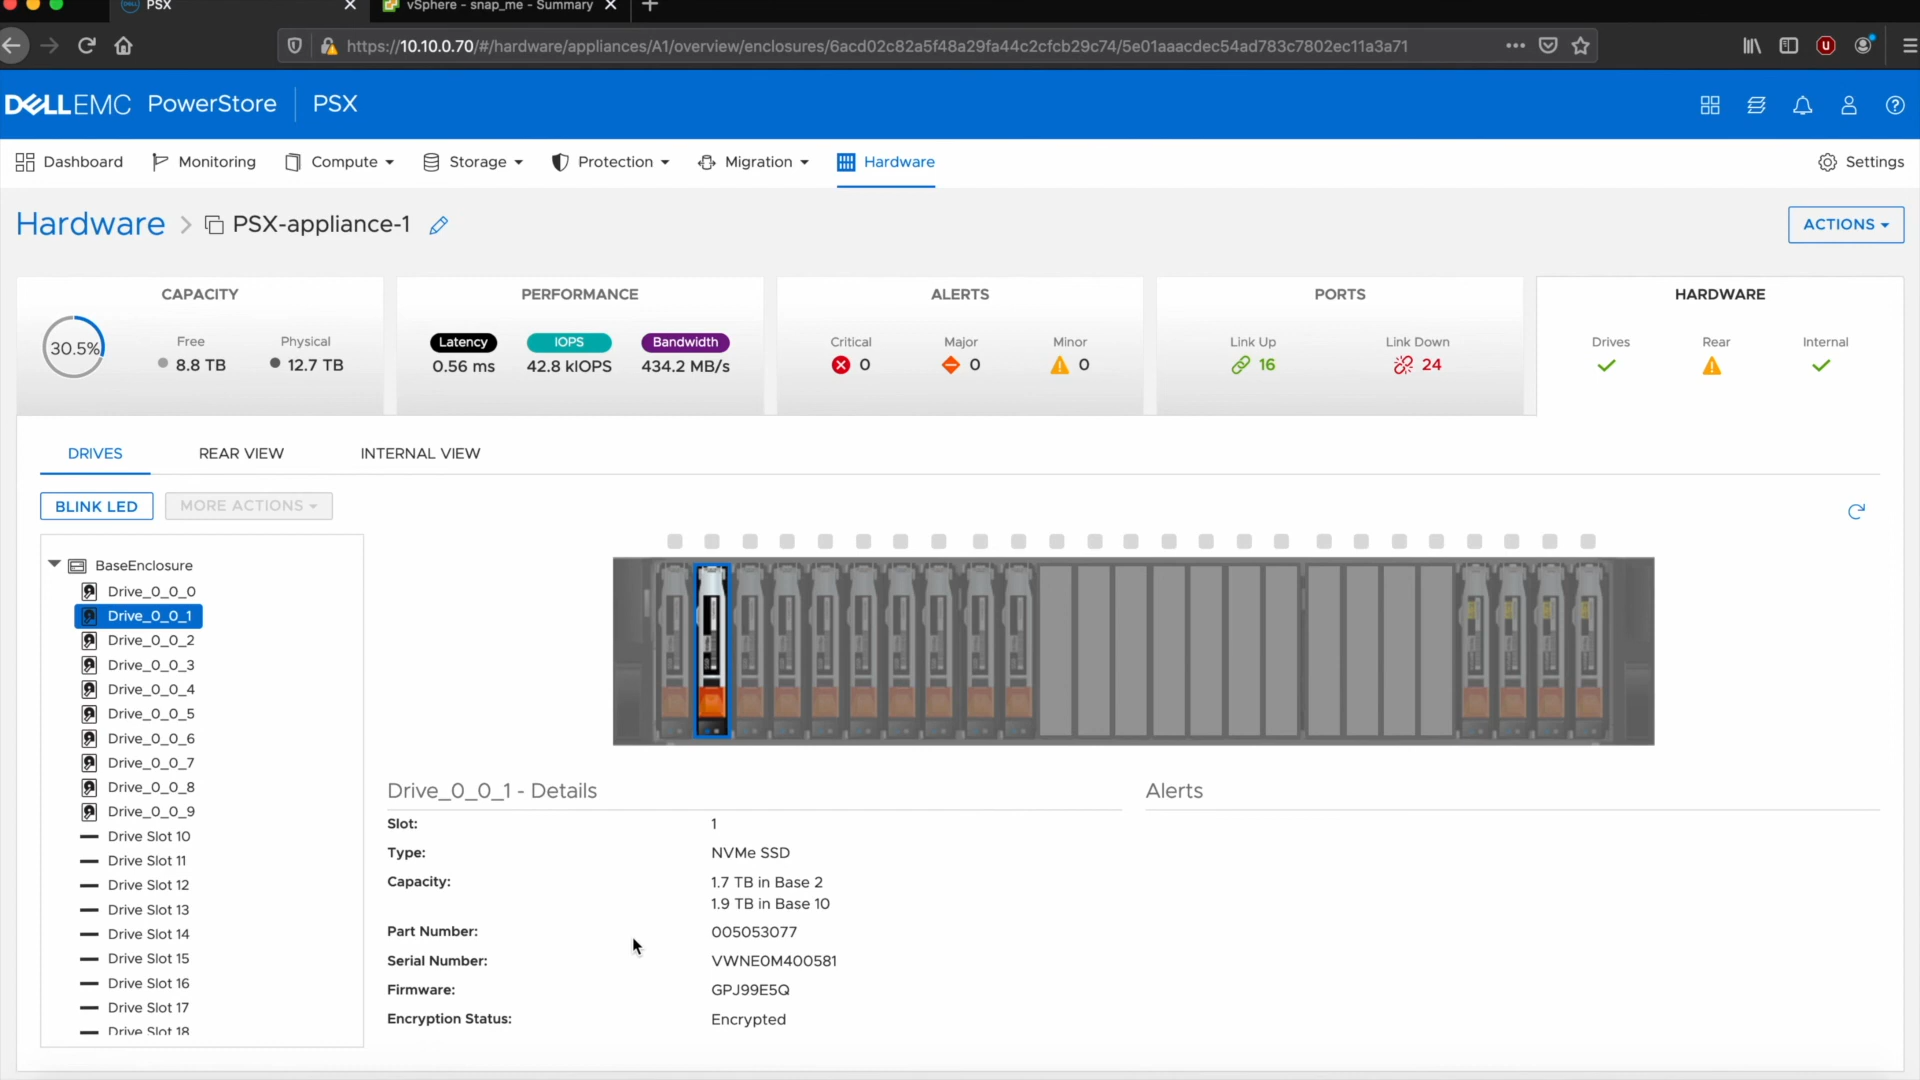 PSX
vSphere - snap_me - Summary
https://10.10.0.70/#/hardware/appliances/A1/overview/enclosures/6acd02c82a5f48a29fa44c2cfcb29c74/5e01aaacdec54ad783c7802ec11a3a71
DELLEMC PowerStore PSX
Dashboard Monitoring Compute Storage Protection Migration Hardware Settings
Hardware > PSX-appliance-1
ACTIONS
CAPACITY
30.5%
Free
8.8 TB
Physical
12.7 TB
PERFORMANCE
Latency
0.56 ms
IOPS
42.8 kIOPS
Bandwidth
434.2 MB/s
ALERTS
Critical
0
Major
0
Minor
0
PORTS
Link Up
16
Link Down
24
HARDWARE
Drives
Rear
Internal
DRIVES REAR VIEW INTERNAL VIEW
BLINK LED MORE ACTIONS
BaseEnclosure
Drive_0_0_0
Drive_0_0_1
Drive_0_0_2
Drive_0_0_3
Drive_0_0_4
Drive_0_0_5
Drive_0_0_6
Drive_0_0_7
Drive_0_0_8
Drive_0_0_9
Drive Slot 10
Drive Slot 11
Drive Slot 12
Drive Slot 13
Drive Slot 14
Drive Slot 15
Drive Slot 16
Drive Slot 17
Drive Slot 18
Drive_0_0_1 - Details
Slot: 1
Type: NVMe SSD
Capacity: 1.7 TB in Base 2
1.9 TB in Base 10
Part Number: 005053077
Serial Number: VWNE0M400581
Firmware: GPJ99E5Q
Encryption Status: Encrypted
Alerts